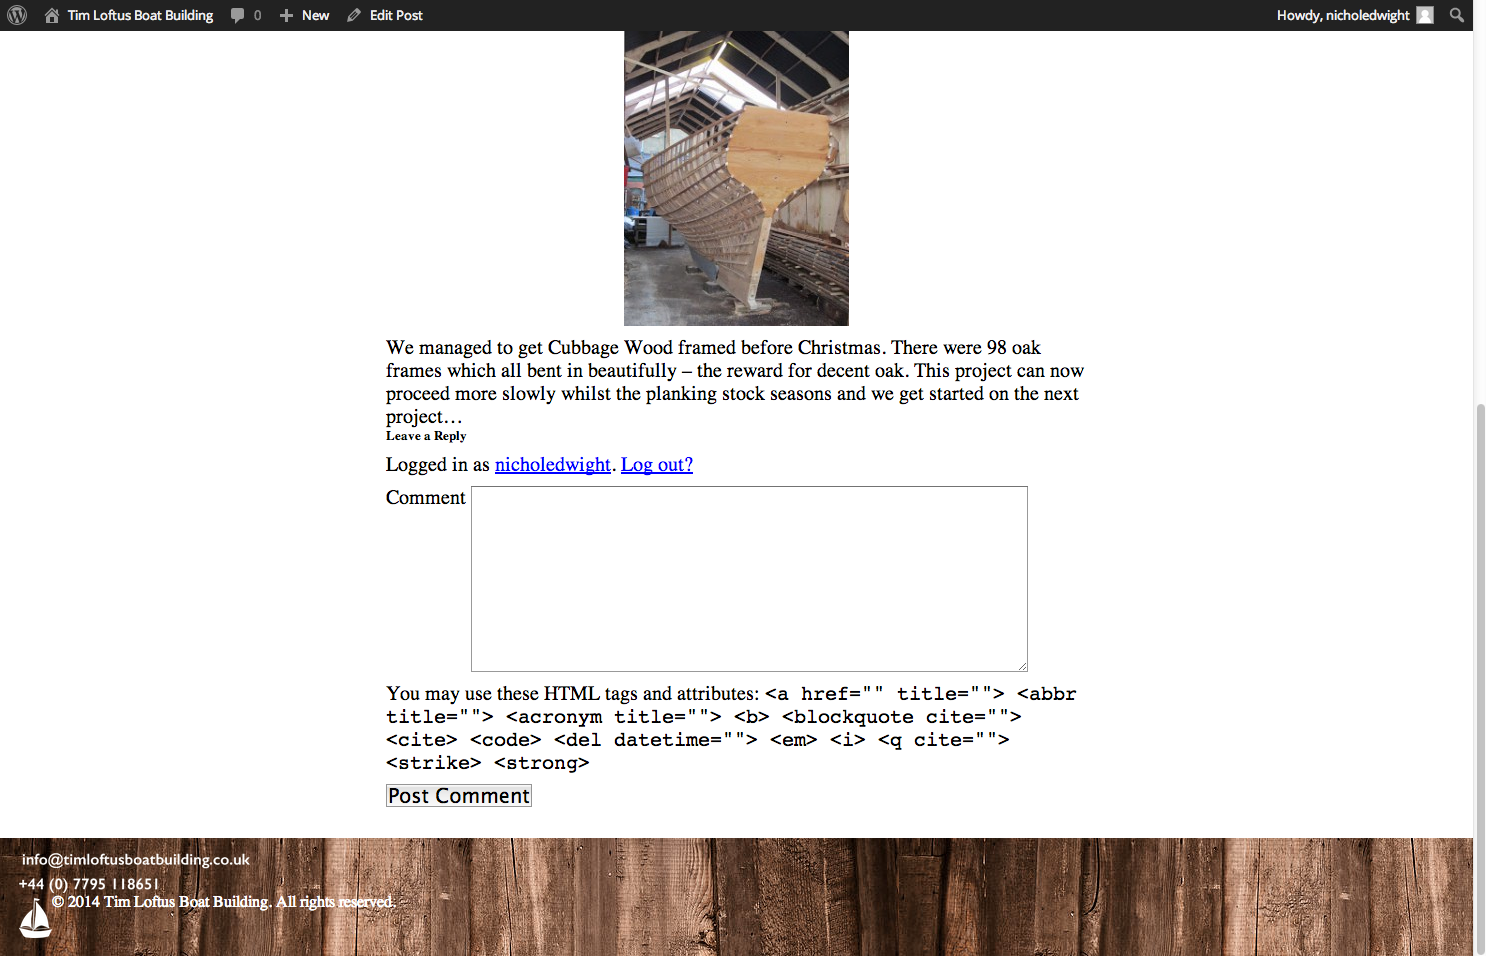 Tim Loftus Boat Building 0 New Edit Post Howdy, nicholedwight
We managed to get Cubbage Wood framed before Christmas. There were 98 oak
frames which all bent in beautifully – the reward for decent oak. This project can now
proceed more slowly whilst the planking stock seasons and we get started on the next
project…
Leave a Reply
Logged in as nicholedwight. Log out?
Comment
You may use these HTML tags and attributes: <a href="" title=""> <abbr
title=""> <acronym title=""> <b> <blockquote cite="">
<cite> <code> <del datetime=""> <em> <i> <q cite="">
<strike> <strong>
Post Comment
info@timloftusboatbuilding.co.uk
+44 (0) 7795 118651
© 2014 Tim Loftus Boat Building. All rights reserved.